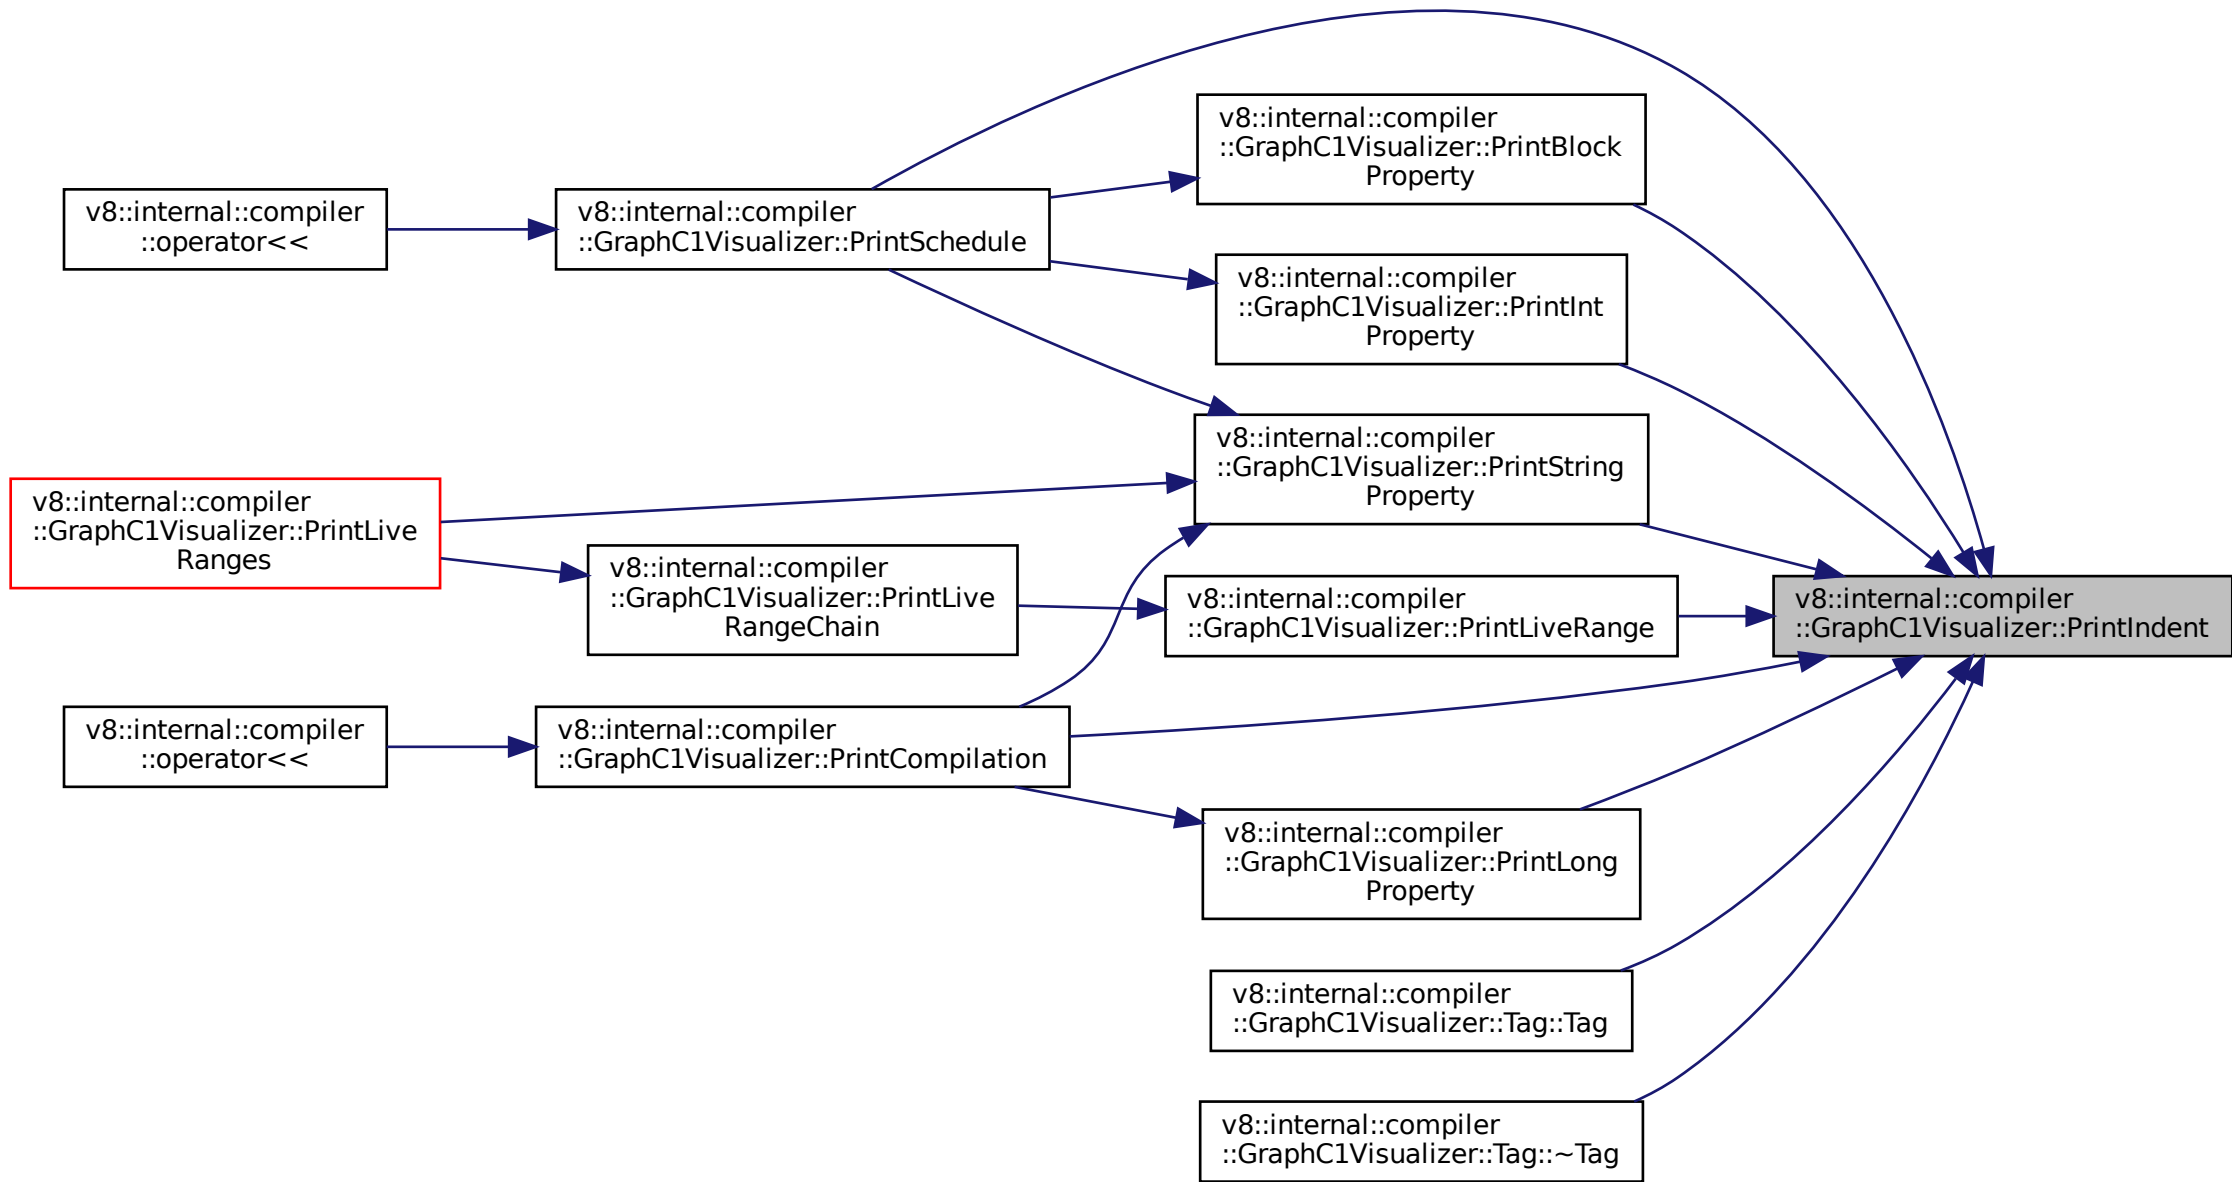 v8::internal::compiler
::GraphC1Visualizer::PrintBlock
Property
v8::internal::compiler
::operator<<
v8::internal::compiler
::GraphC1Visualizer::PrintSchedule
v8::internal::compiler
::GraphC1Visualizer::PrintInt
Property
v8::internal::compiler
::GraphC1Visualizer::PrintString
Property
v8::internal::compiler
::GraphC1Visualizer::PrintLive
Ranges
v8::internal::compiler
::GraphC1Visualizer::PrintLive
RangeChain
v8::internal::compiler
::GraphC1Visualizer::PrintLiveRange
v8::internal::compiler
::GraphC1Visualizer::PrintIndent
v8::internal::compiler
::operator<<
v8::internal::compiler
::GraphC1Visualizer::PrintCompilation
v8::internal::compiler
::GraphC1Visualizer::PrintLong
Property
v8::internal::compiler
::GraphC1Visualizer::Tag::Tag
v8::internal::compiler
::GraphC1Visualizer::Tag::~Tag